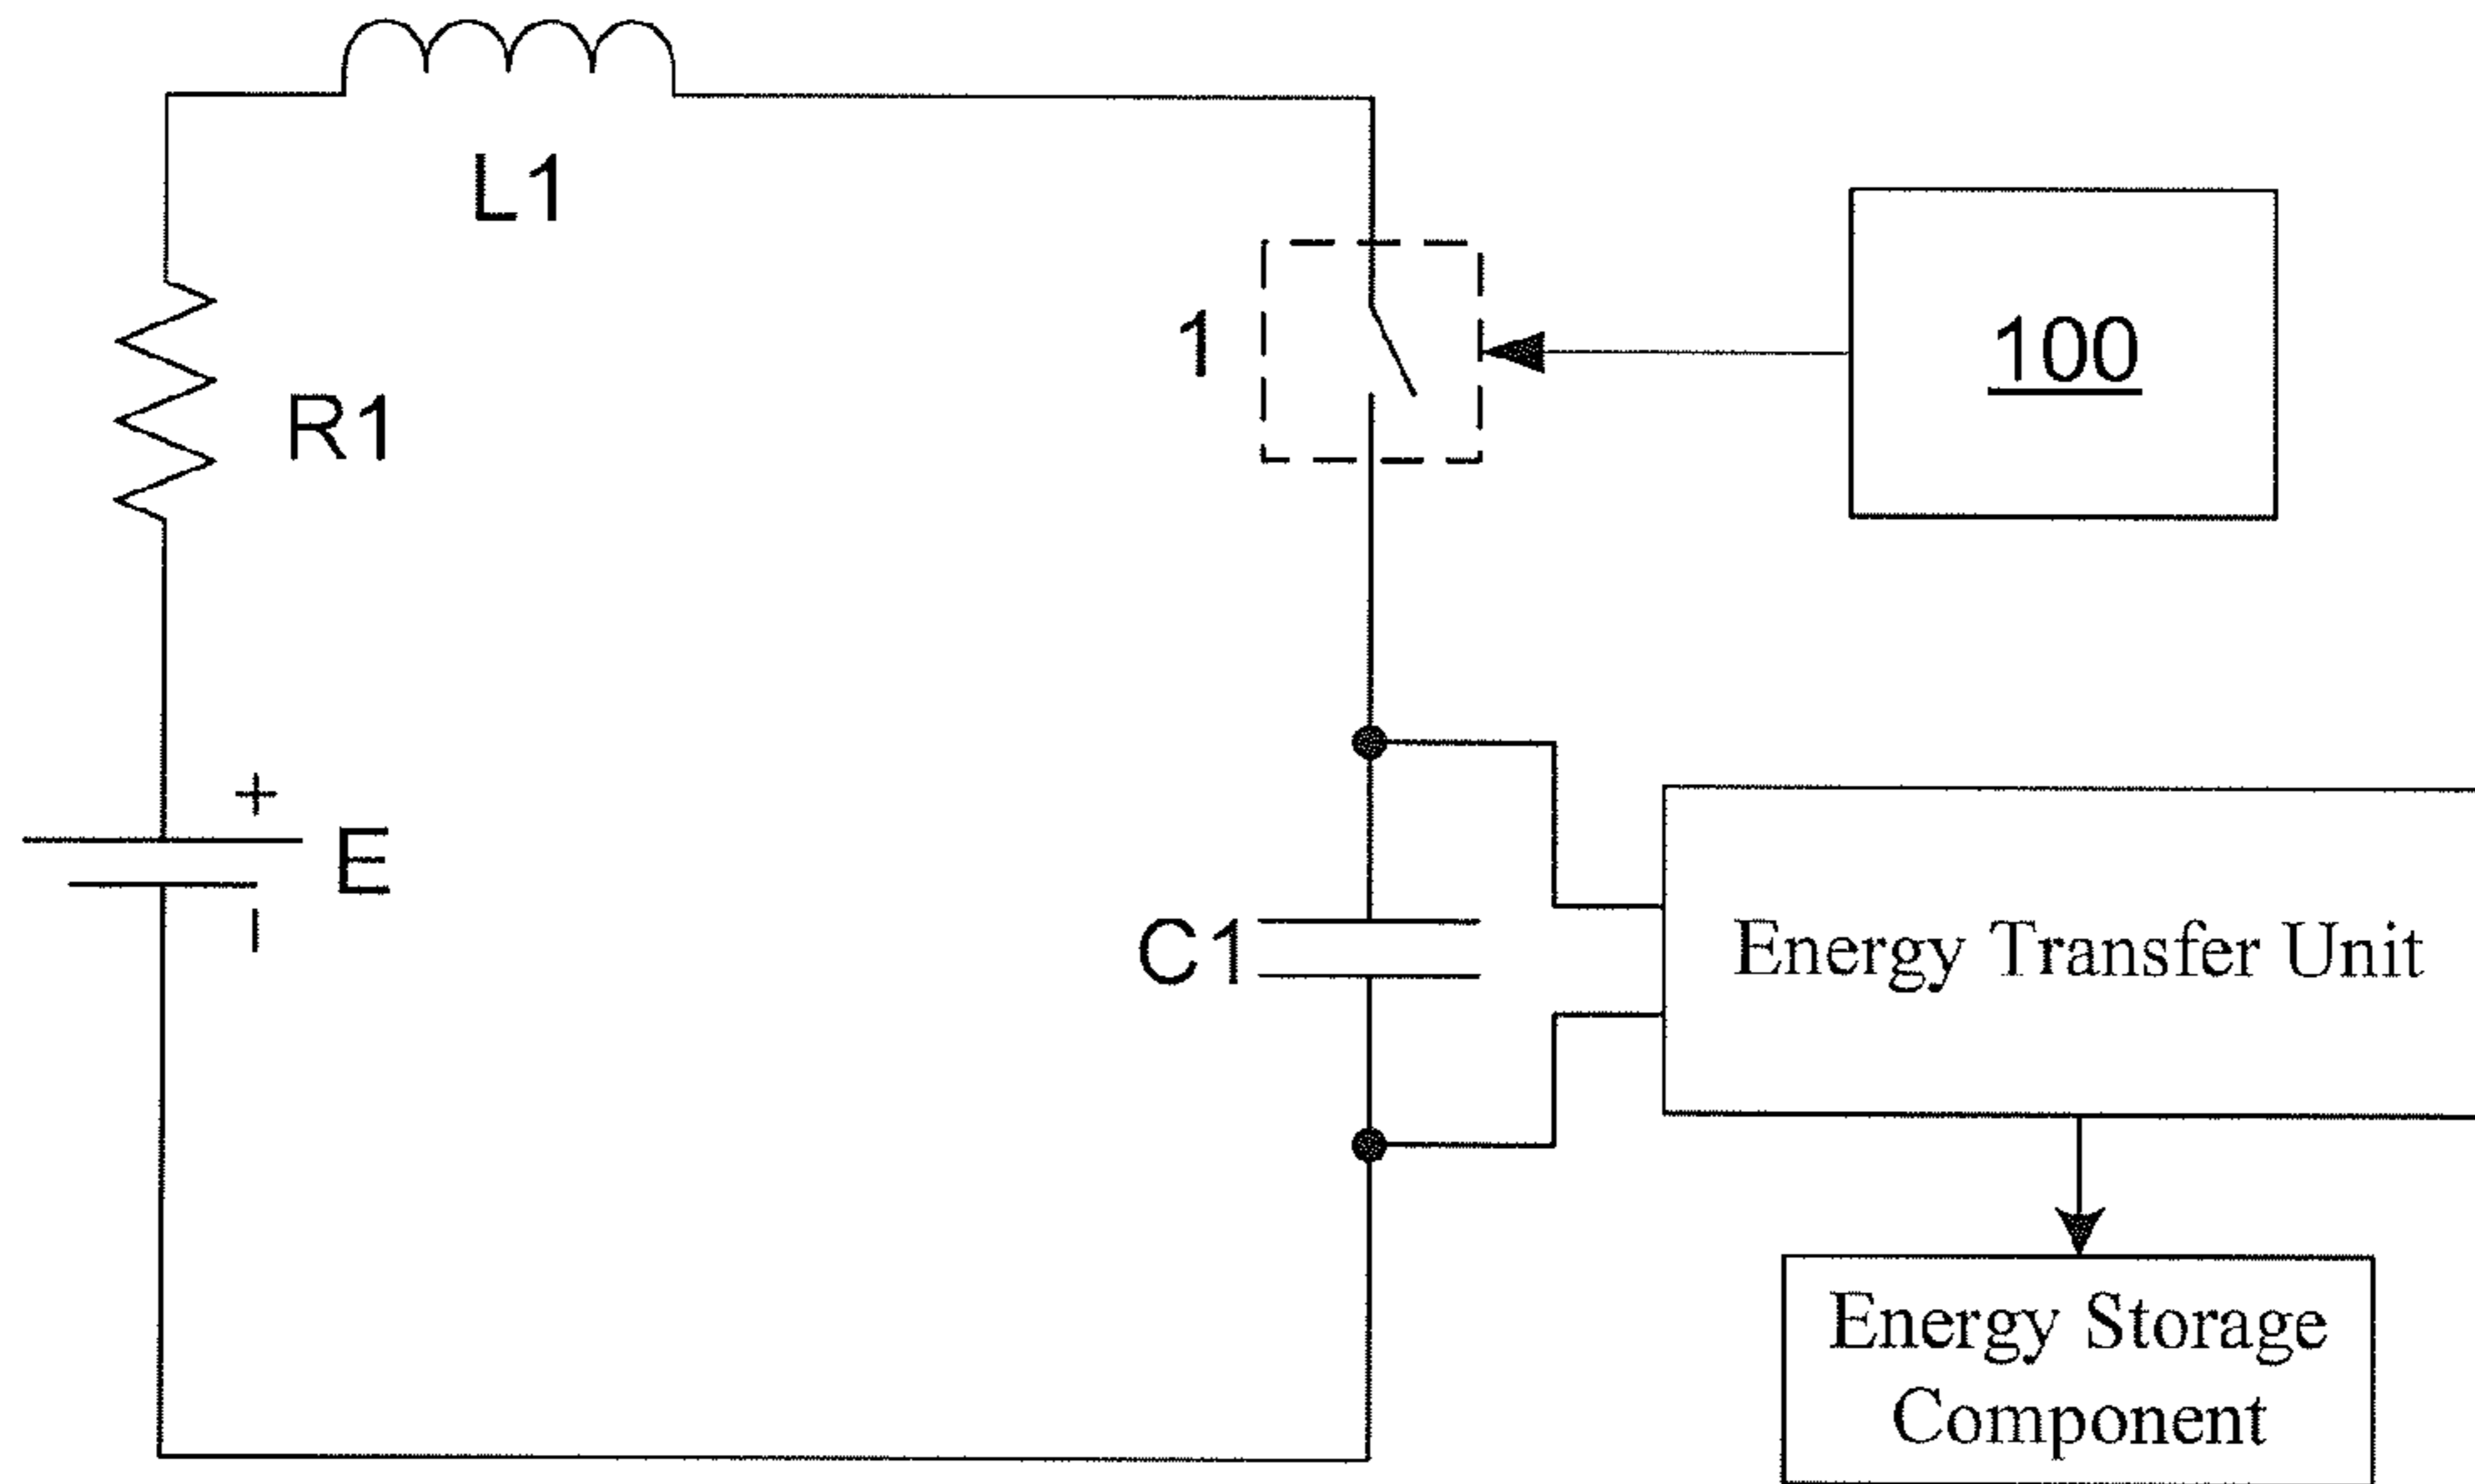 L1
1
100
R1
+
E
−
C1
Energy Transfer Unit
Energy Storage
Component